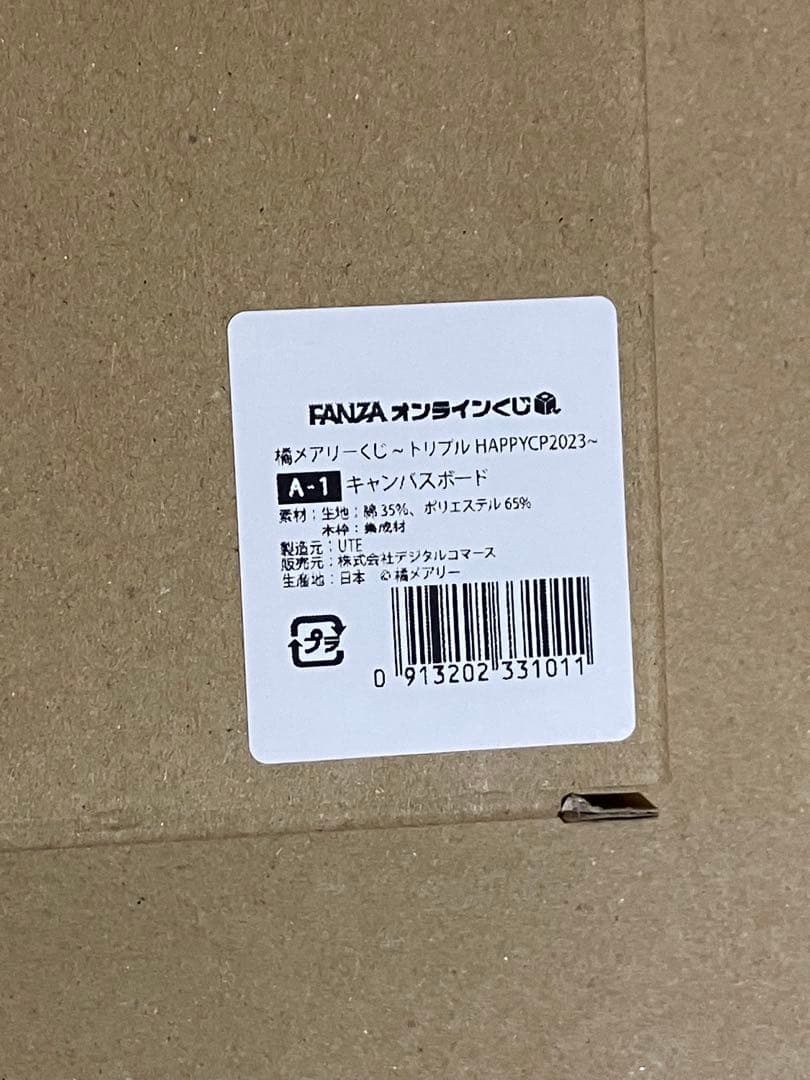 FANZA オンラインくじ
橘メアリーくじ～トリプル HAPPYCP2023～
A-1 キャンバスボード
素材：生地：綿 35%、ポリエステル 65%
木枠：集成材
製造元：UTE
販売元：株式会社デジタルコマース
生産地：日本 ©橘メアリー
プラ
0 913202 331011